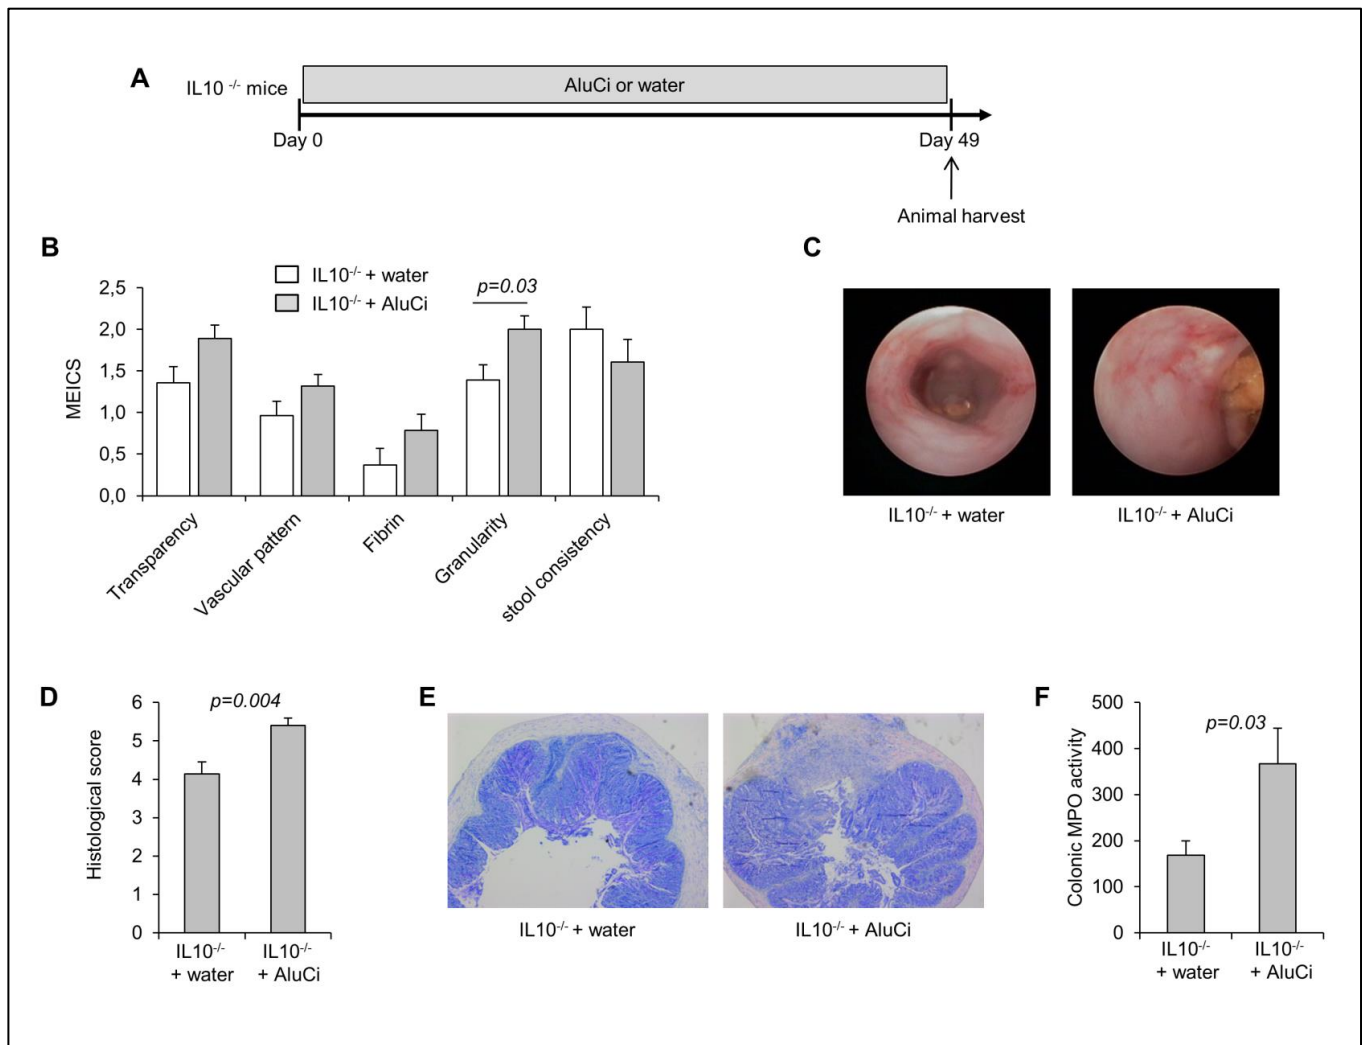 A
IL10 -/- mice
AluCi or water
Day 0
Day 49
Animal harvest
B
IL10-/- + water
IL10-/- + AluCi
p=0.03
2,5
2,0
1,5
1,0
0,5
0,0
MEICS
Transparency
Vascular pattern
Fibrin
Granularity
stool consistency
C
IL10-/- + water
IL10-/- + AluCi
D
p=0.004
6
5
4
3
2
1
0
Histological score
IL10-/-
+ water
IL10-/-
+ AluCi
E
IL10-/- + water
IL10-/- + AluCi
F
p=0.03
500
400
300
200
100
0
Colonic MPO activity
IL10-/-
+ water
IL10-/-
+ AluCi